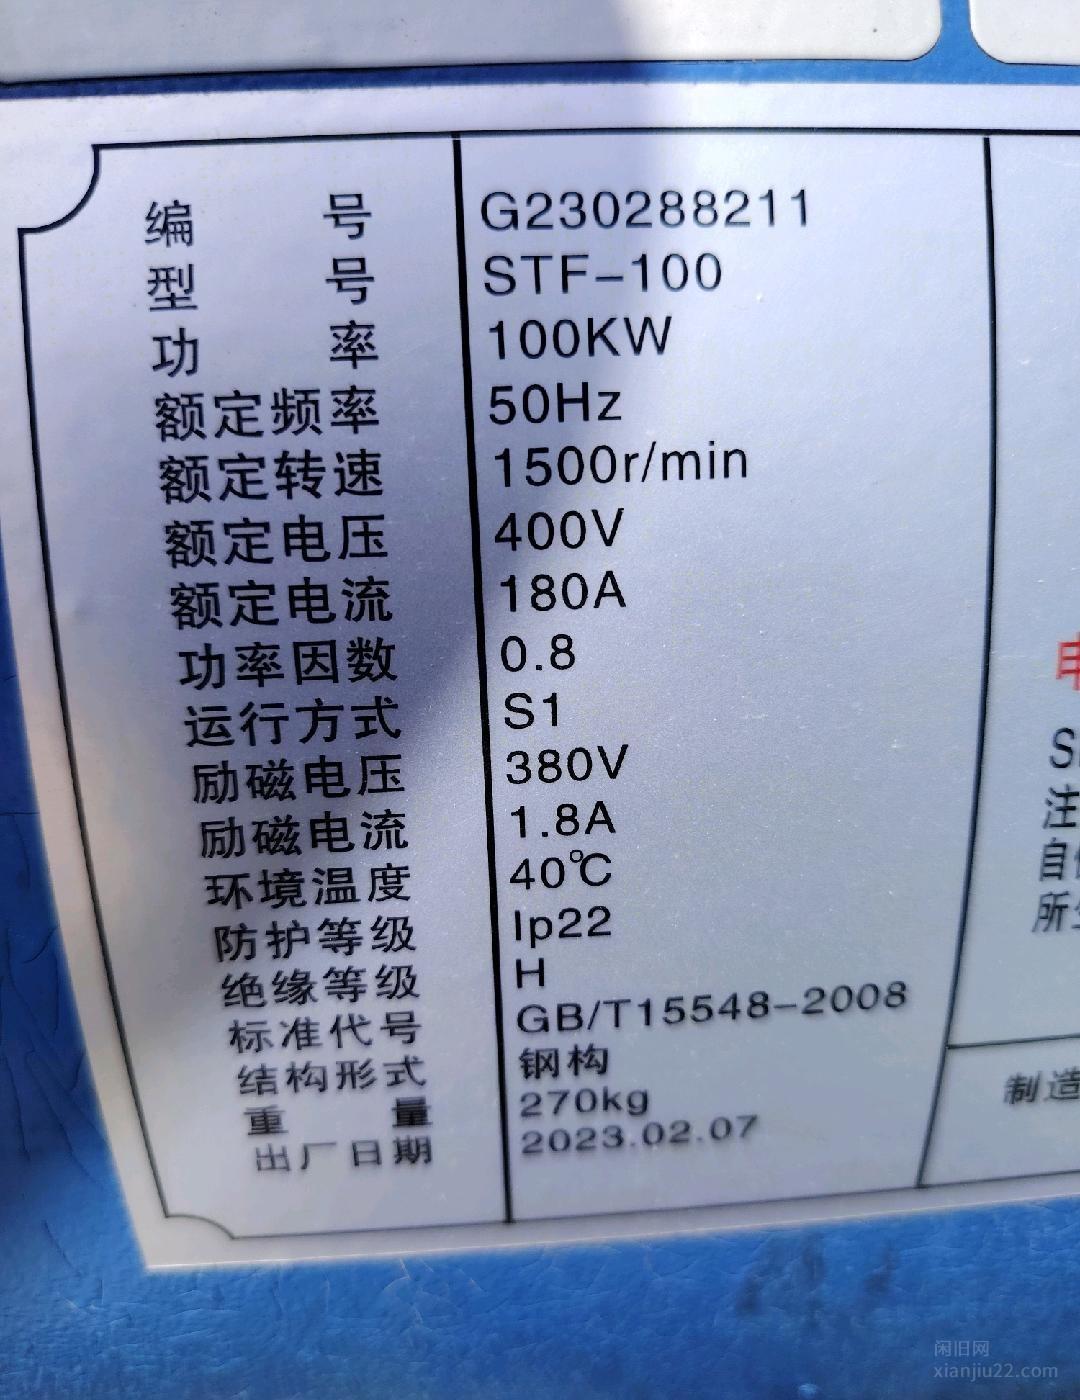 编号 G230288211
型号 STF-100
功率 100KW
额定频率 50Hz
额定转速 1500r/min
额定电压 400V
额定电流 180A
功率因数 0.8
运行方式 S1
励磁电压 380V
励磁电流 1.8A
环境温度 40℃
防护等级 Ip22
绝缘等级 H
标准代号 GB/T15548-2008
结构形式 钢构
重量 270kg
出厂日期 2023.02.07
S
注
自
所
制造
闲旧网
xianjiu22.com